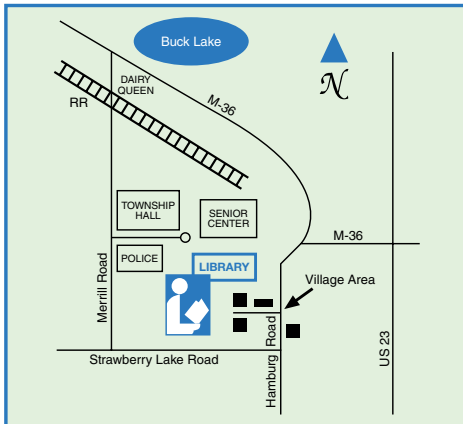 Buck Lake
DAIRY
QUEEN
RR
M-36
N
TOWNSHIP
HALL
SENIOR
CENTER
M-36
POLICE
LIBRARY
Merrill Road
Village Area
Strawberry Lake Road
Hamburg Road
US 23